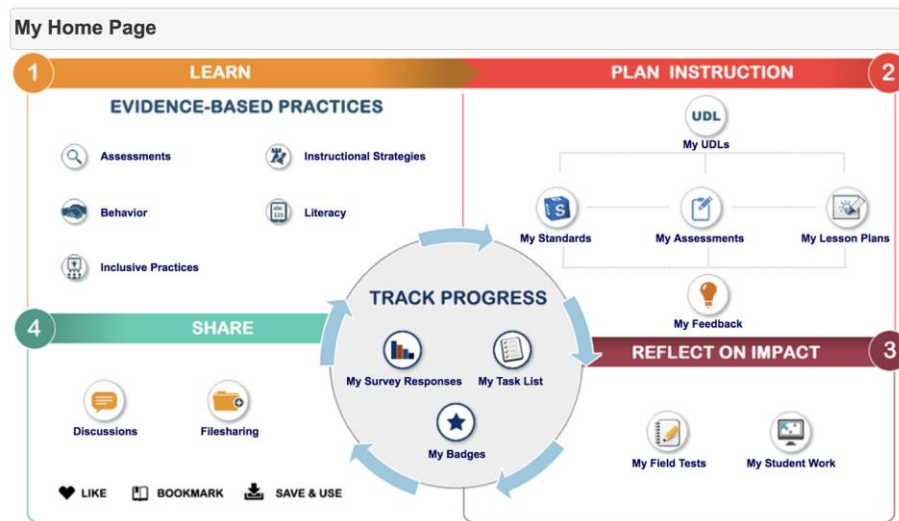 My Home Page
1 LEARN
EVIDENCE-BASED PRACTICES
Assessments
Instructional Strategies
Behavior
Literacy
Inclusive Practices
PLAN INSTRUCTION 2
UDL
My UDLs
S
My Standards
My Assessments
My Lesson Plans
My Feedback
REFLECT ON IMPACT 3
My Field Tests
My Student Work
4 SHARE
Discussions
Filesharing
LIKE
BOOKMARK
SAVE & USE
TRACK PROGRESS
My Survey Responses
My Task List
My Badges